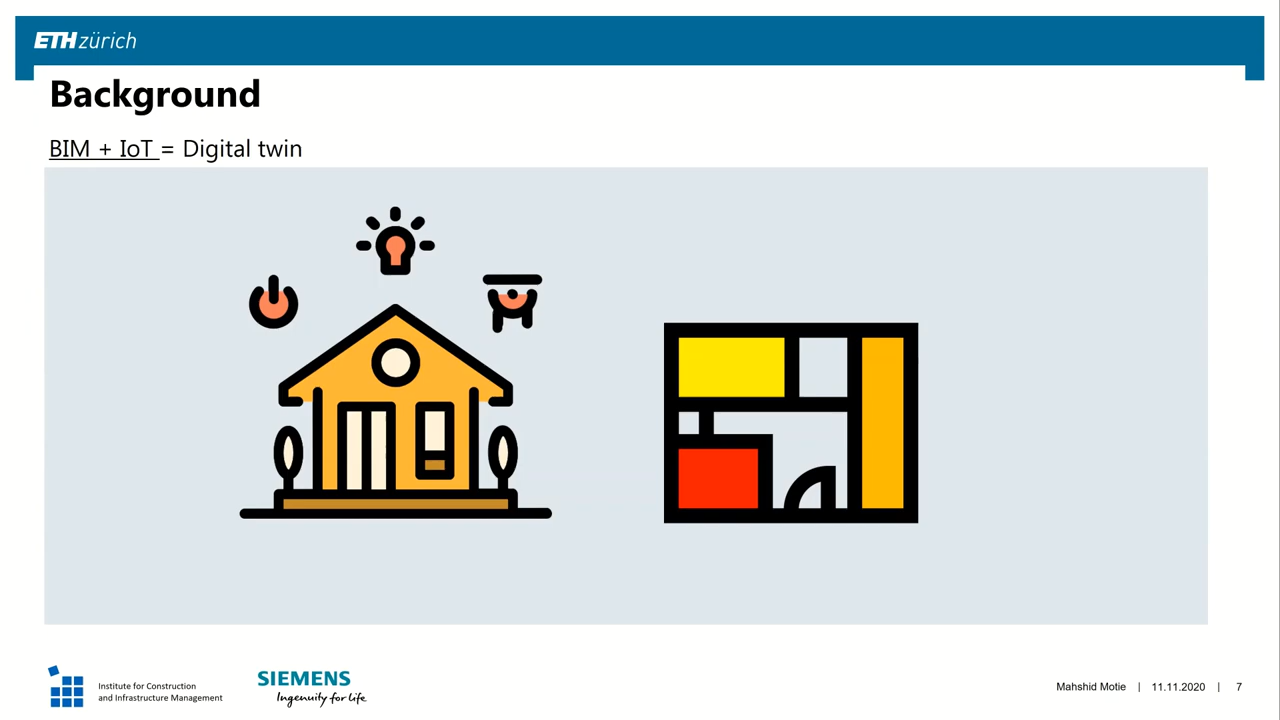 ETH zürich
Background
BIM + IoT = Digital twin
Institute for Construction
and Infrastructure Management
SIEMENS
Ingenuity for life
Mahshid Motie | 11.11.2020 | 7